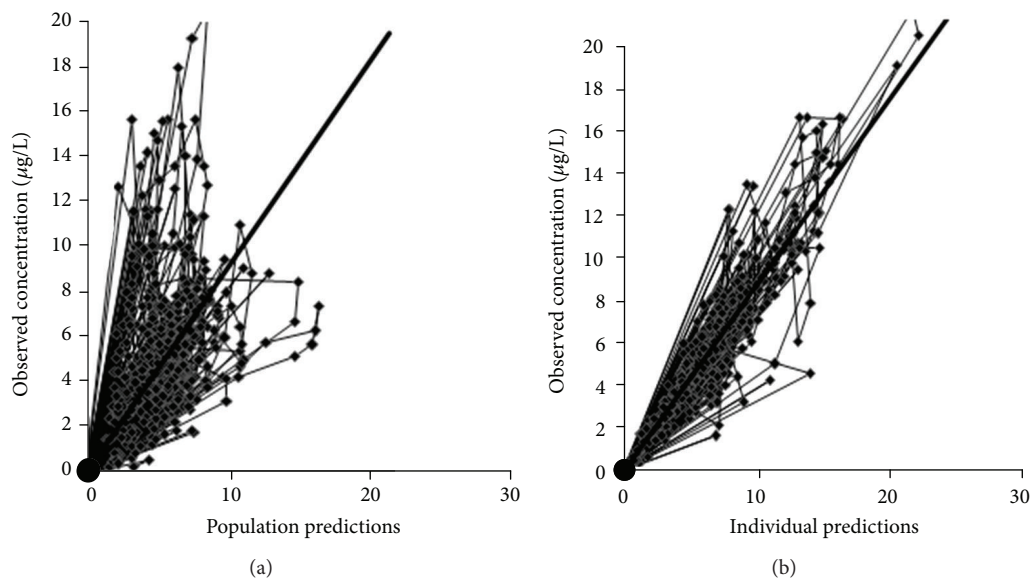 20
18
16
14
12
10
8
6
4
2
0
Observed concentration (μg/L)
0 10 20 30
Population predictions
(a)
20
18
16
14
12
10
8
6
4
2
0
Observed concentration (μg/L)
0 10 20 30
Individual predictions
(b)